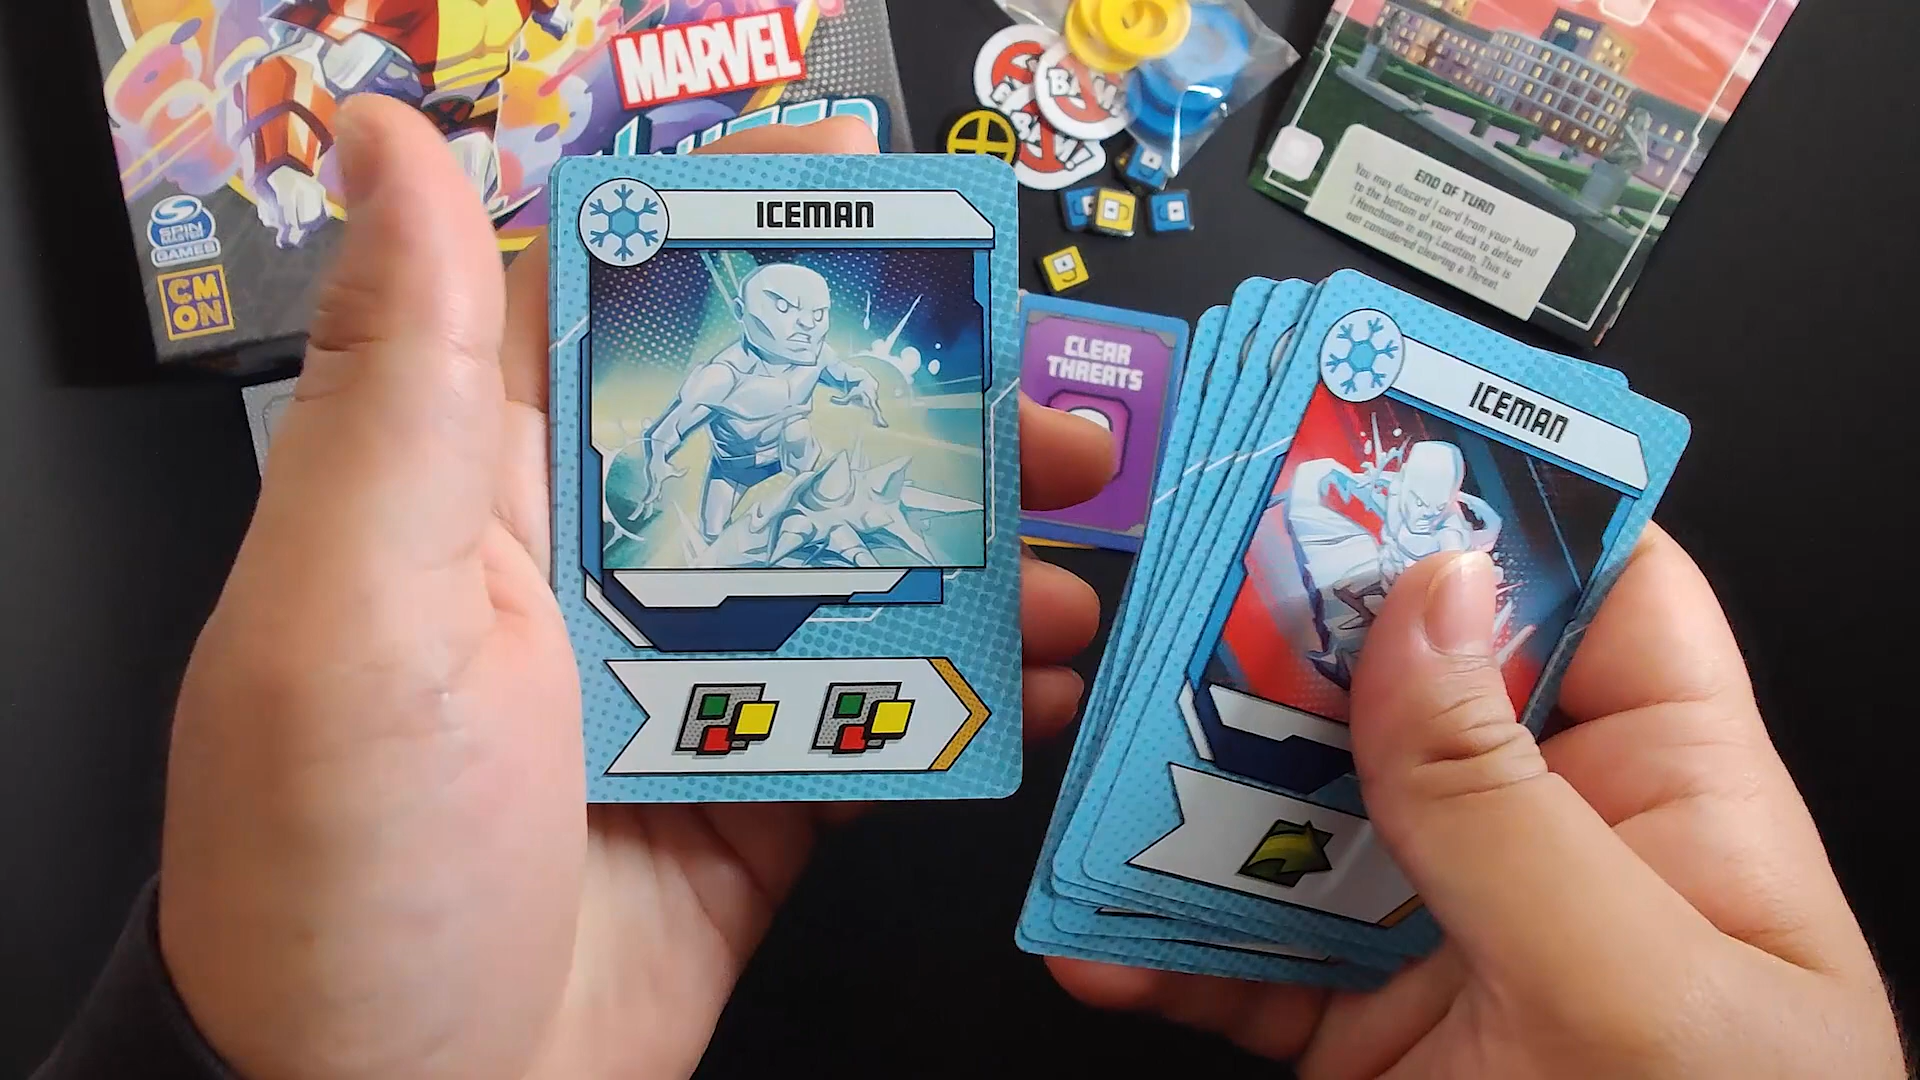 MARVEL
SPIN
MASTER
GAMES
CM
ON
ICEMAN
CLEAR
THREATS
ICEMAN
END OF TURN
You may discard 1 card from your hand
to the bottom of your deck to defeat
1 Henchman in any Location. This is
not considered clearing a Threat